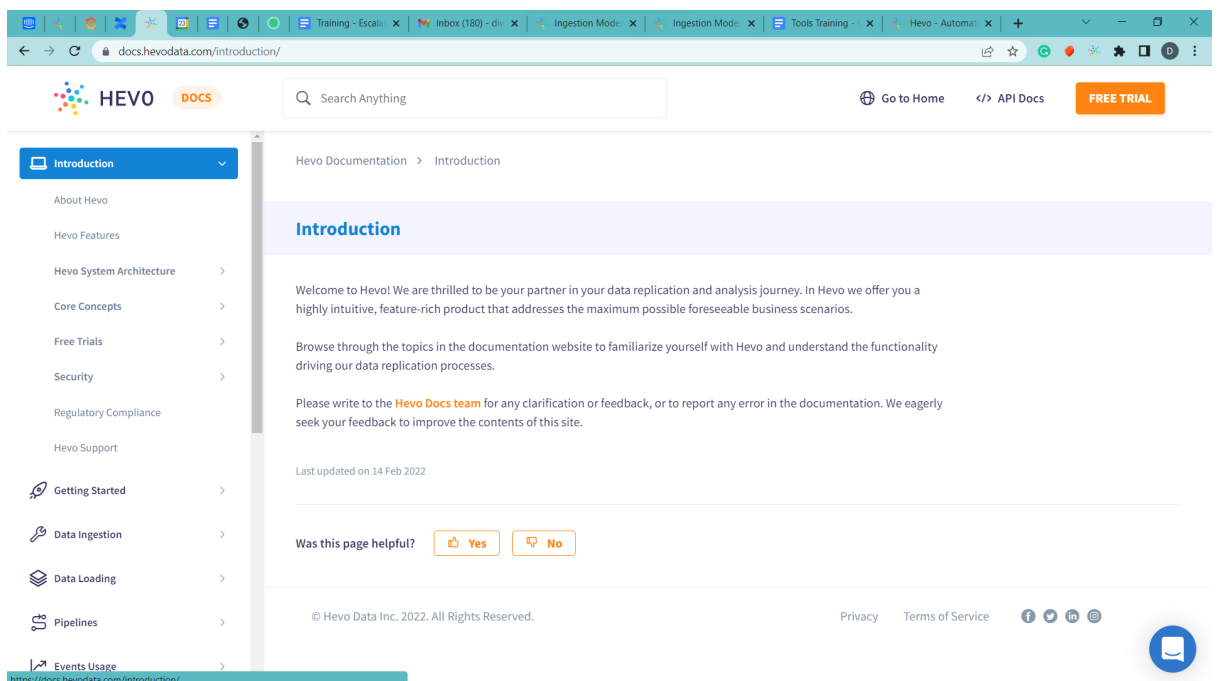 Training - Escala
Inbox (180) - div
Ingestion Mode
Ingestion Mode
Tools Training -
Hevo - Automat
docs.hevodata.com/introduction/
D
HEVO DOCS
Search Anything
Go to Home
</> API Docs
FREE TRIAL
Introduction
About Hevo
Hevo Features
Hevo System Architecture
Core Concepts
Free Trials
Security
Regulatory Compliance
Hevo Support
Getting Started
Data Ingestion
Data Loading
Pipelines
Events Usage
https://docs.hevodata.com/introduction/
Hevo Documentation > Introduction
Introduction
Welcome to Hevo! We are thrilled to be your partner in your data replication and analysis journey. In Hevo we offer you a
highly intuitive, feature-rich product that addresses the maximum possible foreseeable business scenarios.
Browse through the topics in the documentation website to familiarize yourself with Hevo and understand the functionality
driving our data replication processes.
Please write to the Hevo Docs team for any clarification or feedback, or to report any error in the documentation. We eagerly
seek your feedback to improve the contents of this site.
Last updated on 14 Feb 2022
Was this page helpful? Yes No
© Hevo Data Inc. 2022. All Rights Reserved.
Privacy Terms of Service